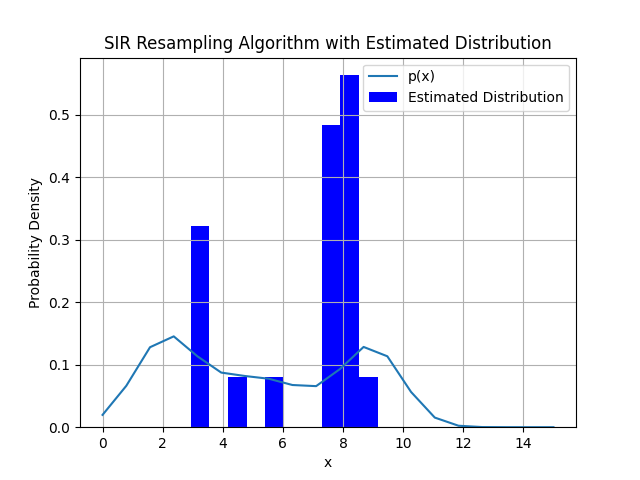 SIR Resampling Algorithm with Estimated Distribution
p(x)
Estimated Distribution
Probability Density
0.5
0.4
0.3
0.2
0.1
0.0
0 2 4 6 8 10 12 14
x